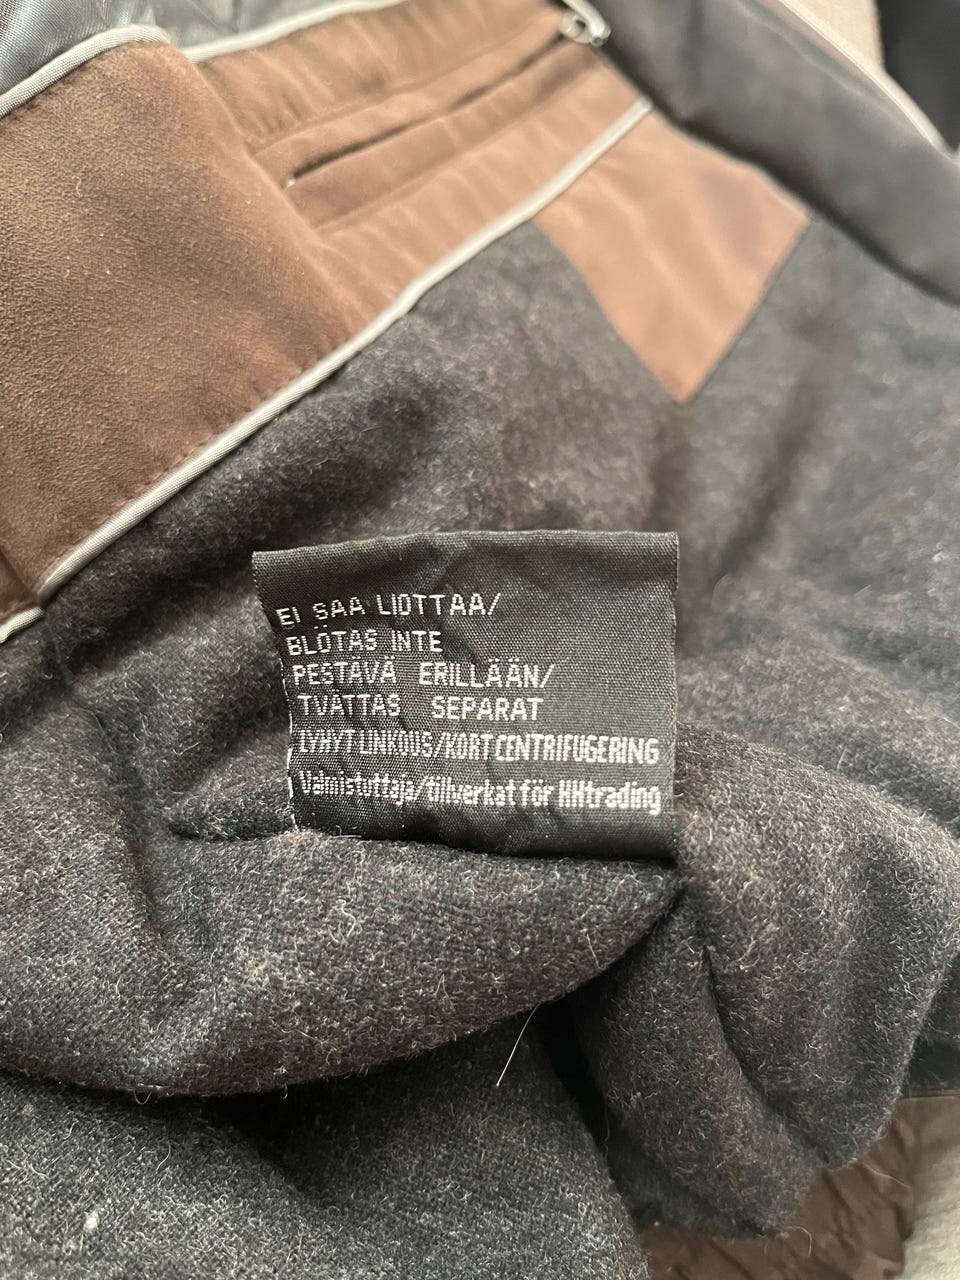 EI SAA LIOTTAA/
BLÖTAS INTE
PESTÄVÄ ERILLÄÄN/
TVÄTTAS SEPARAT
LYHYT LINKOUS/KORT CENTRIFUGERING
Valmistuttaja/tillverkat för HHtrading